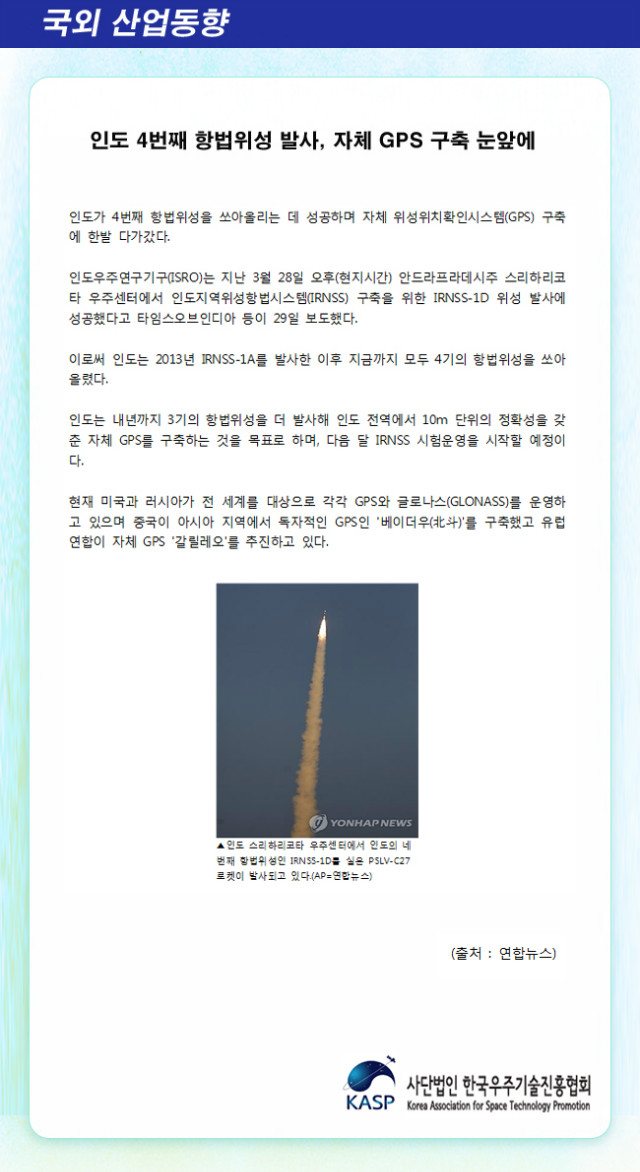 국외 산업동향
인도 4번째 항법위성 발사, 자체 GPS 구축 눈앞에
인도가 4번째 항법위성을 쏘아올리는 데 성공하며 자체 위성위치확인시스템(GPS) 구축
에 한발 다가갔다.
인도우주연구기구(ISRO)는 지난 3월 28일 오후(현지시간) 안드라프라데시주 스리하리코
타 우주센터에서 인도지역위성항법시스템(IRNSS) 구축을 위한 IRNSS-1D 위성 발사에
성공했다고 타임스오브인디아 등이 29일 보도했다.
이로써 인도는 2013년 IRNSS-1A를 발사한 이후 지금까지 모두 4기의 항법위성을 쏘아
올렸다.
인도는 내년까지 3기의 항법위성을 더 발사해 인도 전역에서 10m 단위의 정확성을 갖
춘 자체 GPS를 구축하는 것을 목표로 하며, 다음 달 IRNSS 시험운영을 시작할 예정이
다.
현재 미국과 러시아가 전 세계를 대상으로 각각 GPS와 글로나스(GLONASS)를 운영하
고 있으며 중국이 아시아 지역에서 독자적인 GPS인 '베이더우(北斗)'를 구축했고 유럽
연합이 자체 GPS '갈릴레오'를 추진하고 있다.
YONHAP NEWS
▲인도 스리하리코타 우주센터에서 인도의 네
번째 항법위성인 IRNSS-1D를 실은 PSLV-C27
로켓이 발사되고 있다.(AP=연합뉴스)
(출처 : 연합뉴스)
KASP
사단법인 한국우주기술진흥협회
Korea Association for Space Technology Promotion